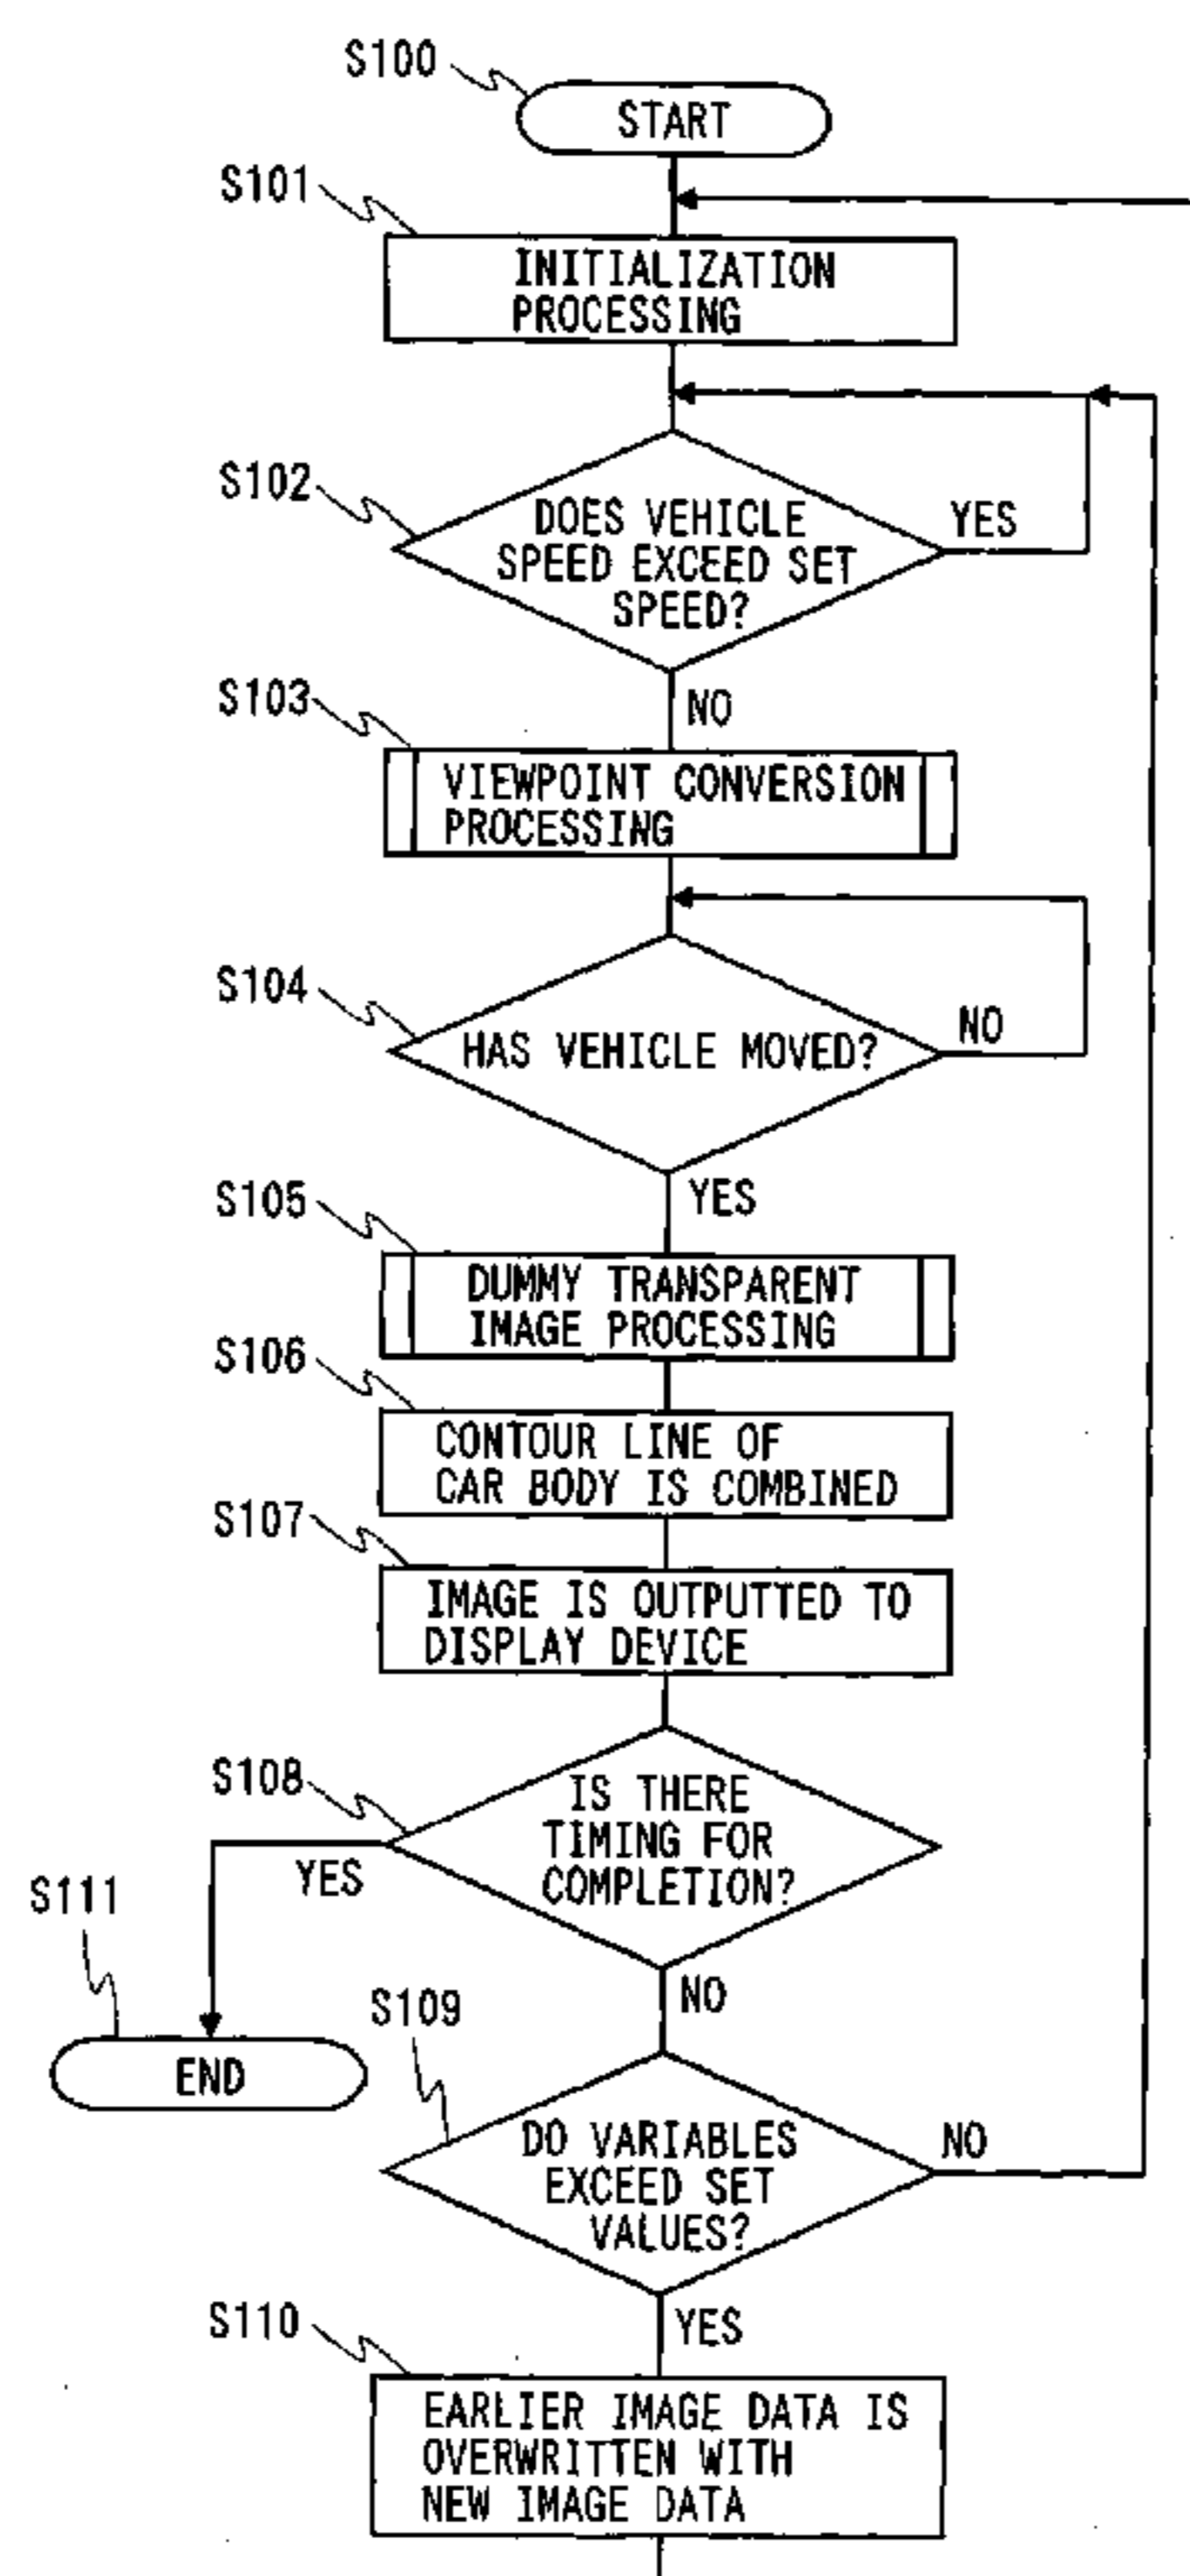 S100
START
S101
INITIALIZATION
PROCESSING
S102
DOES VEHICLE
SPEED EXCEED SET
SPEED?
YES
NO
S103
VIEWPOINT CONVERSION
PROCESSING
S104
HAS VEHICLE MOVED?
NO
YES
S105
DUMMY TRANSPARENT
IMAGE PROCESSING
S106
CONTOUR LINE OF
CAR BODY IS COMBINED
S107
IMAGE IS OUTPUTTED TO
DISPLAY DEVICE
S108
IS THERE
TIMING FOR
COMPLETION?
YES
NO
S111
END
S109
DO VARIABLES
EXCEED SET
VALUES?
NO
YES
S110
EARLIER IMAGE DATA IS
OVERWRITTEN WITH
NEW IMAGE DATA